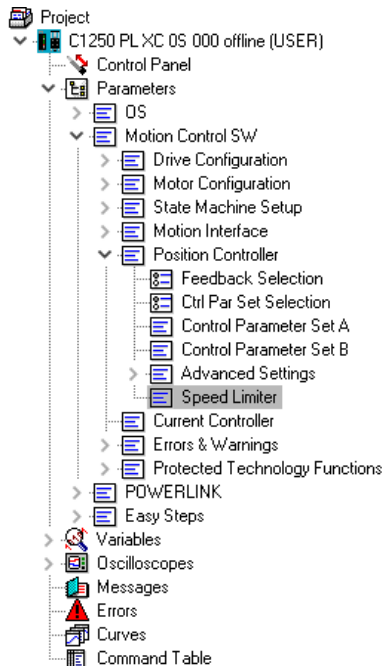 Project
C1250 PL XC 0S 000 offline (USER)
Control Panel
Parameters
OS
Motion Control SW
Drive Configuration
Motor Configuration
State Machine Setup
Motion Interface
Position Controller
Feedback Selection
Ctrl Par Set Selection
Control Parameter Set A
Control Parameter Set B
Advanced Settings
Speed Limiter
Current Controller
Errors & Warnings
Protected Technology Functions
POWERLINK
Easy Steps
Variables
Oscilloscopes
Messages
Errors
Curves
Command Table